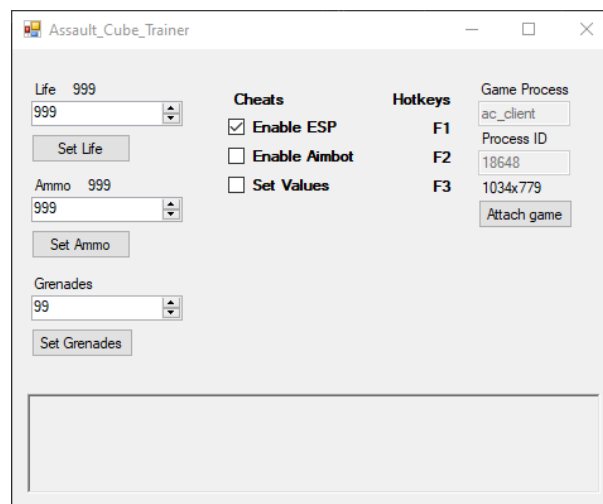 Assault_Cube_Trainer
Life 999
999
Set Life
Ammo 999
999
Set Ammo
Grenades
99
Set Grenades
Cheats Hotkeys
Enable ESP F1
Enable Aimbot F2
Set Values F3
Game Process
ac_client
Process ID
18648
1034x779
Attach game